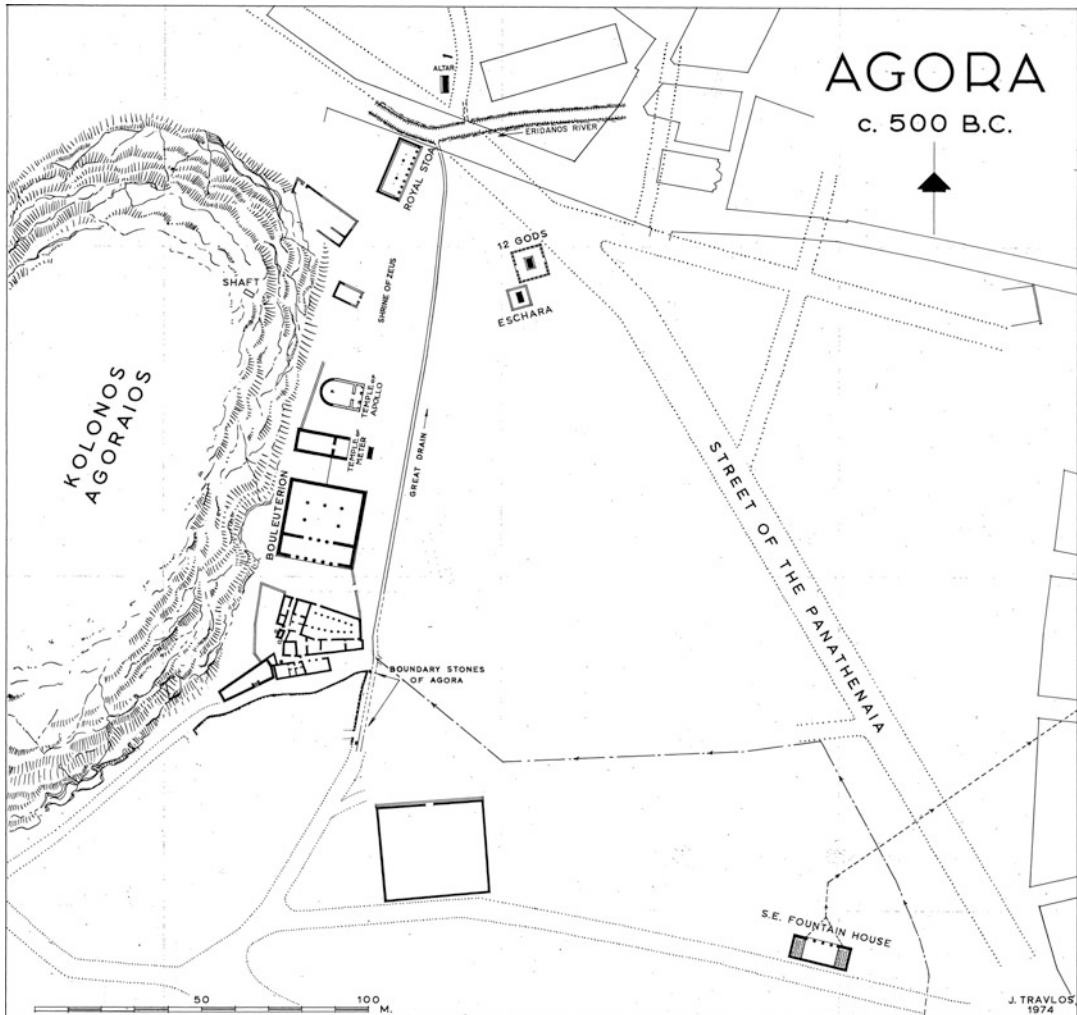 AGORA
c. 500 B.C.
ALTAR
ERIDANOS RIVER
ROYAL STOA
12 GODS
ESCHARA
SHRINE OF ZEUS
SHAFT
KOLONOS
AGORAIOS
TEMPLE OF
APOLLO
TEMPLE OF
METER
GREAT DRAIN
BOULEUTERION
STREET OF THE PANATHENAIA
BOUNDARY STONES
OF AGORA
S.E. FOUNTAIN HOUSE
50
100
M.
J. TRAVLOS
1974